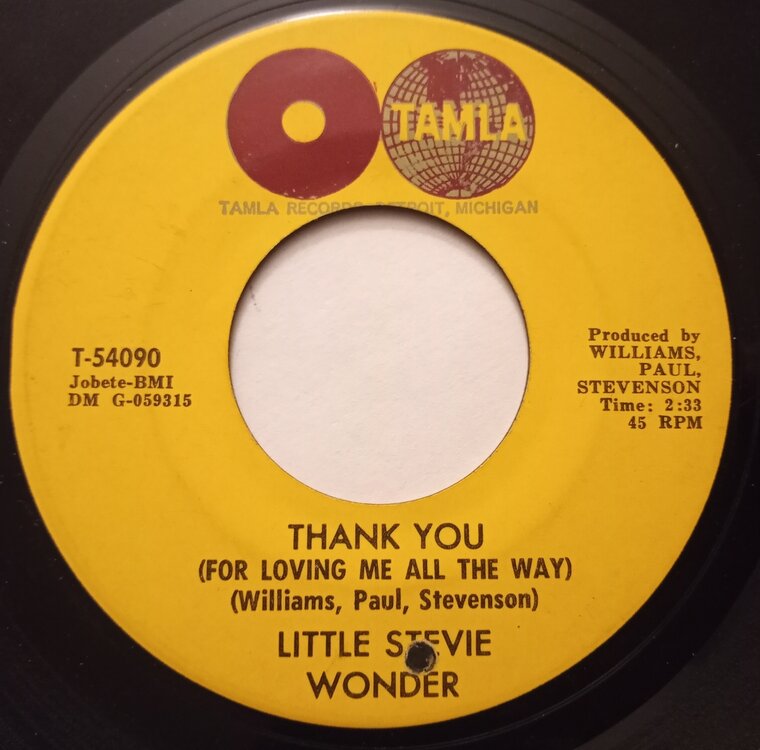 TAMLA
TAMLA RECORDS, DETROIT, MICHIGAN
T-54090
Jobete-BMI
DM G-059315
Produced by
WILLIAMS,
PAUL,
STEVENSON
Time: 2:33
45 RPM
THANK YOU
(FOR LOVING ME ALL THE WAY)
(Williams, Paul, Stevenson)
LITTLE STEVIE
WONDER